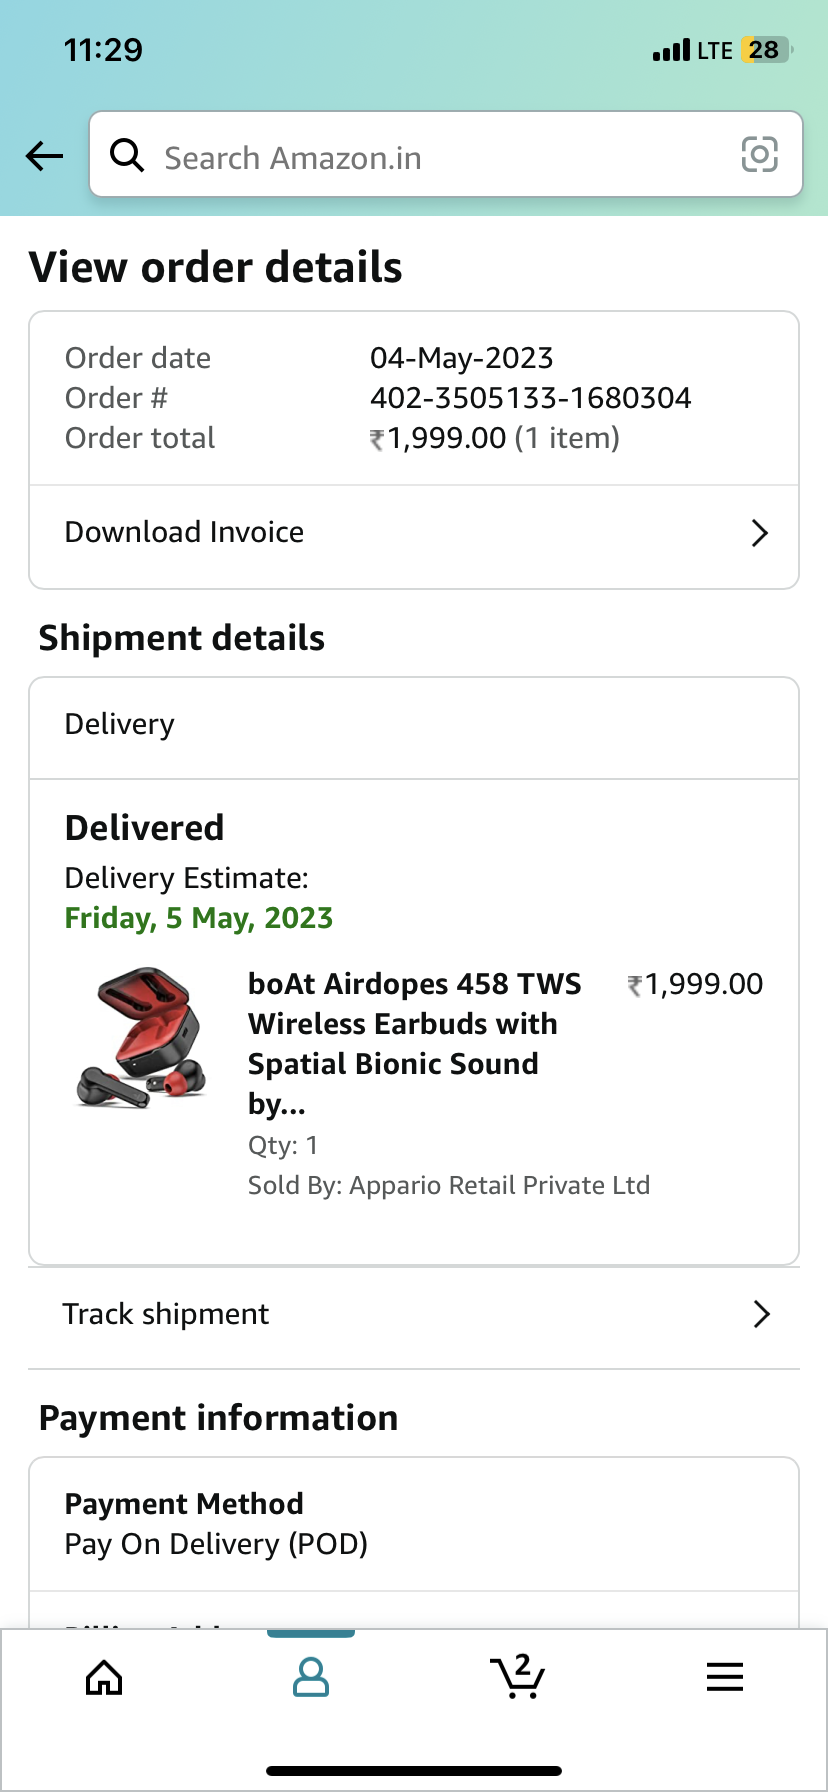 11:29
LTE 28
Search Amazon.in
View order details
Order date 04-May-2023
Order # 402-3505133-1680304
Order total ₹1,999.00 (1 item)
Download Invoice
Shipment details
Delivery
Delivered
Delivery Estimate:
Friday, 5 May, 2023
boAt Airdopes 458 TWS ₹1,999.00
Wireless Earbuds with
Spatial Bionic Sound
by...
Qty: 1
Sold By: Appario Retail Private Ltd
Track shipment
Payment information
Payment Method
Pay On Delivery (POD)
2